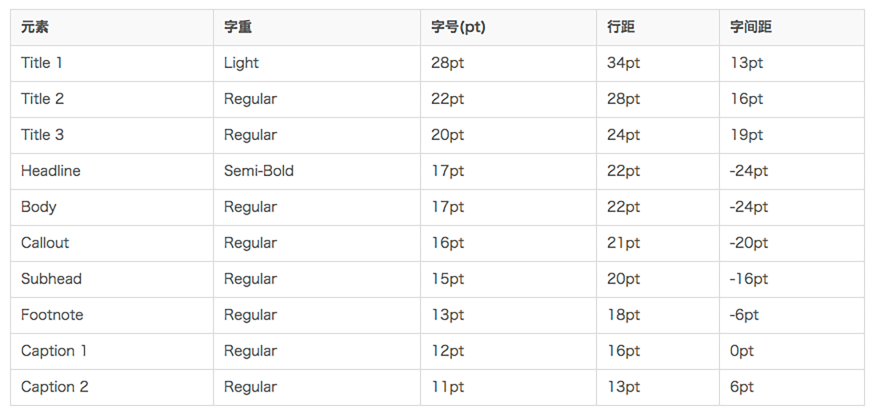 元素 字重 字号(pt) 行距 字间距
Title 1 Light 28pt 34pt 13pt
Title 2 Regular 22pt 28pt 16pt
Title 3 Regular 20pt 24pt 19pt
Headline Semi-Bold 17pt 22pt -24pt
Body Regular 17pt 22pt -24pt
Callout Regular 16pt 21pt -20pt
Subhead Regular 15pt 20pt -16pt
Footnote Regular 13pt 18pt -6pt
Caption 1 Regular 12pt 16pt 0pt
Caption 2 Regular 11pt 13pt 6pt